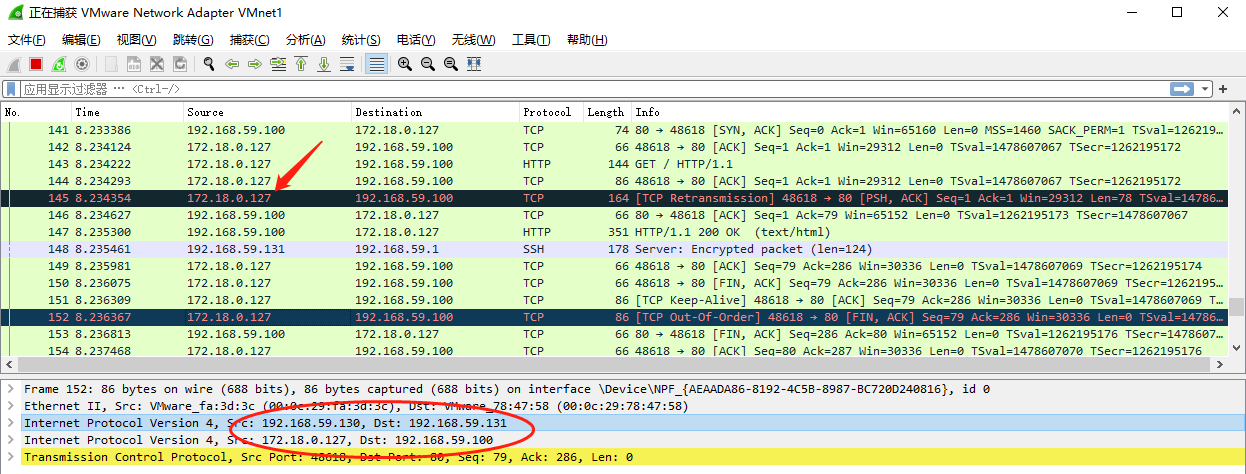 正在捕获 VMware Network Adapter VMnet1
文件(F) 编辑(E) 视图(V) 跳转(G) 捕获(C) 分析(A) 统计(S) 电话(Y) 无线(W) 工具(T) 帮助(H)
应用显示过滤器 … <Ctrl-/>
No. Time Source Destination Protocol Length Info
141 8.233386 192.168.59.100 172.18.0.127 TCP 74 80 → 48618 [SYN, ACK] Seq=0 Ack=1 Win=65160 Len=0 MSS=1460 SACK_PERM=1 TSval=126219…
142 8.234124 172.18.0.127 192.168.59.100 TCP 66 48618 → 80 [ACK] Seq=1 Ack=1 Win=29312 Len=0 TSval=1478607067 TSecr=1262195172
143 8.234222 172.18.0.127 192.168.59.100 HTTP 144 GET / HTTP/1.1
144 8.234293 172.18.0.127 192.168.59.100 TCP 86 48618 → 80 [ACK] Seq=1 Ack=1 Win=29312 Len=0 TSval=1478607067 TSecr=1262195172
145 8.234354 172.18.0.127 192.168.59.100 TCP 164 [TCP Retransmission] 48618 → 80 [PSH, ACK] Seq=1 Ack=1 Win=29312 Len=78 TSval=14786…
146 8.234627 192.168.59.100 172.18.0.127 TCP 66 80 → 48618 [ACK] Seq=1 Ack=79 Win=65152 Len=0 TSval=1262195173 TSecr=1478607067
147 8.235300 192.168.59.100 172.18.0.127 HTTP 351 HTTP/1.1 200 OK (text/html)
148 8.235461 192.168.59.131 192.168.59.1 SSH 178 Server: Encrypted packet (len=124)
149 8.235981 172.18.0.127 192.168.59.100 TCP 66 48618 → 80 [ACK] Seq=79 Ack=286 Win=30336 Len=0 TSval=1478607069 TSecr=1262195174
150 8.236075 172.18.0.127 192.168.59.100 TCP 66 48618 → 80 [FIN, ACK] Seq=79 Ack=286 Win=30336 Len=0 TSval=1478607069 TSecr=126219…
151 8.236309 172.18.0.127 192.168.59.100 TCP 86 [TCP Keep-Alive] 48618 → 80 [ACK] Seq=79 Ack=286 Win=30336 Len=0 TSval=1478607069 T…
152 8.236367 172.18.0.127 192.168.59.100 TCP 86 [TCP Out-Of-Order] 48618 → 80 [FIN, ACK] Seq=79 Ack=286 Win=30336 Len=0 TSval=14786…
153 8.236813 192.168.59.100 172.18.0.127 TCP 66 80 → 48618 [FIN, ACK] Seq=286 Ack=80 Win=65152 Len=0 TSval=1262195176 TSecr=1478607…
154 8.237468 172.18.0.127 192.168.59.100 TCP 66 48618 → 80 [ACK] Seq=80 Ack=287 Win=30336 Len=0 TSval=1478607070 TSecr=1262195176
Frame 152: 86 bytes on wire (688 bits), 86 bytes captured (688 bits) on interface \Device\NPF_{AEAADA86-8192-4C5B-8987-BC720D240816}, id 0
Ethernet II, Src: VMware_fa:3d:3c (00:0c:29:fa:3d:3c), Dst: VMware_78:47:58 (00:0c:29:78:47:58)
Internet Protocol Version 4, Src: 192.168.59.130, Dst: 192.168.59.131
Internet Protocol Version 4, Src: 172.18.0.127, Dst: 192.168.59.100
Transmission Control Protocol, Src Port: 48618, Dst Port: 80, Seq: 79, Ack: 286, Len: 0